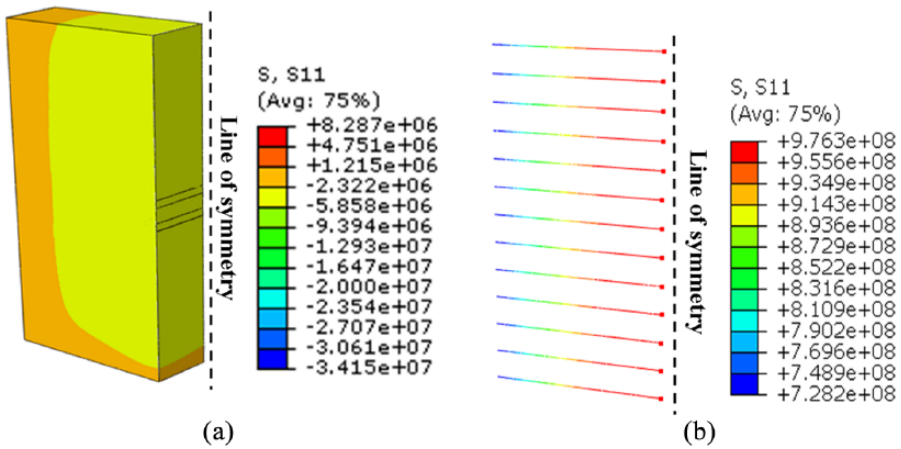 Line of symmetry
S, S11
(Avg: 75%)
+8.287e+06
+4.751e+06
+1.215e+06
-2.322e+06
-5.858e+06
-9.394e+06
-1.293e+07
-1.647e+07
-2.000e+07
-2.354e+07
-2.707e+07
-3.061e+07
-3.415e+07
(a)
Line of symmetry
S, S11
(Avg: 75%)
+9.763e+08
+9.556e+08
+9.349e+08
+9.143e+08
+8.936e+08
+8.729e+08
+8.522e+08
+8.316e+08
+8.109e+08
+7.902e+08
+7.696e+08
+7.489e+08
+7.282e+08
(b)